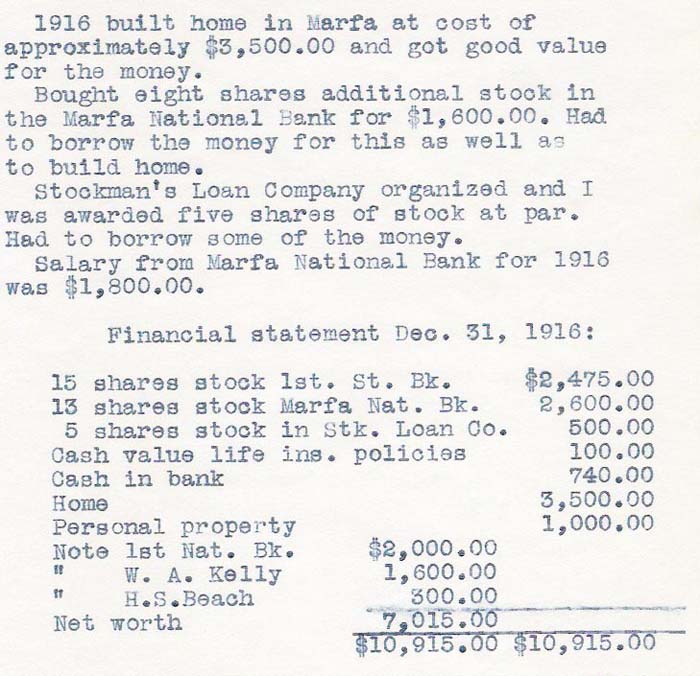 1916 built home in Marfa at cost of
approximately $3,500.00 and got good value
for the money.
Bought eight shares additional stock in
the Marfa National Bank for $1,600.00. Had
to borrow the money for this as well as
to build home.
Stockman's Loan Company organized and I
was awarded five shares of stock at par.
Had to borrow some of the money.
Salary from Marfa National Bank for 1916
was $1,800.00.
Financial statement Dec. 31, 1916:
15 shares stock 1st. St. Bk. $2,475.00
13 shares stock Marfa Nat. Bk. 2,600.00
5 shares stock in Stk. Loan Co. 500.00
Cash value life ins. policies 100.00
Cash in bank 740.00
Home 3,500.00
Personal property 1,000.00
Note 1st Nat. Bk. $2,000.00
" W. A. Kelly 1,600.00
" H.S.Beach 300.00
Net worth 7,015.00
$10,915.00 $10,915.00